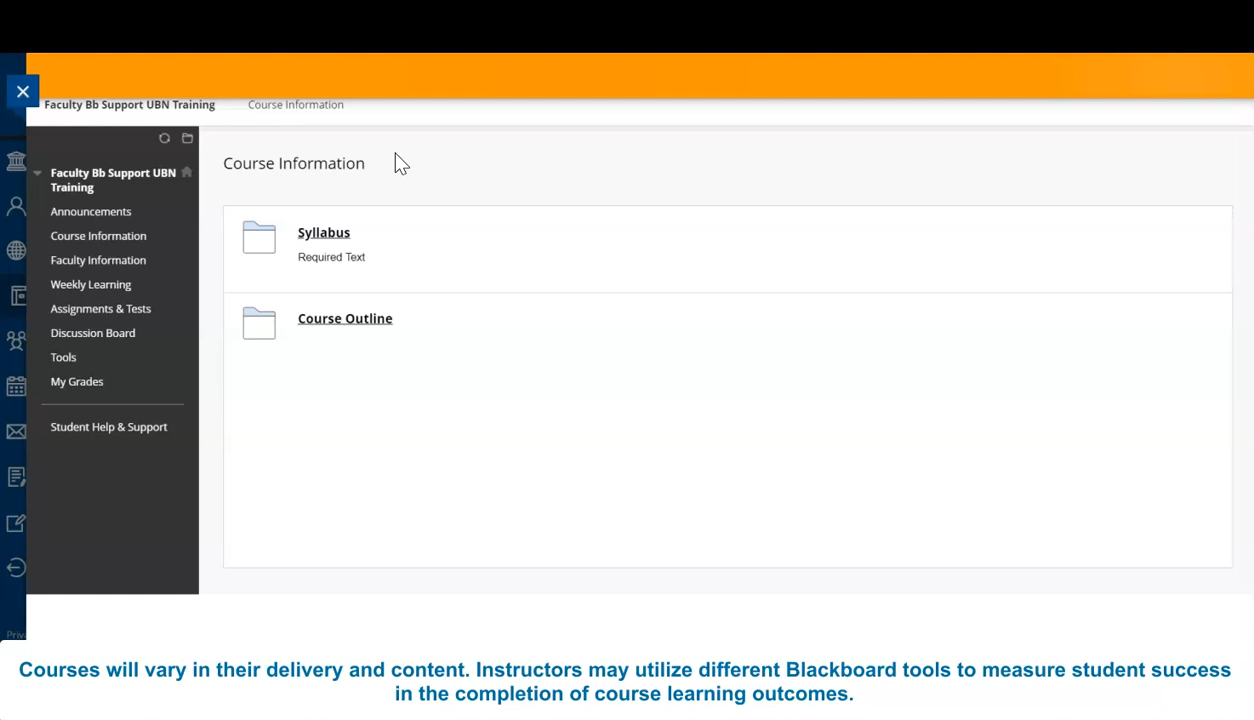 Faculty Bb Support UBN Training
Course Information
Faculty Bb Support UBN
Training
Announcements
Course Information
Faculty Information
Weekly Learning
Assignments & Tests
Discussion Board
Tools
My Grades
Student Help & Support
Course Information
Syllabus
Required Text
Course Outline
Priv
Courses will vary in their delivery and content. Instructors may utilize different Blackboard tools to measure student success
in the completion of course learning outcomes.